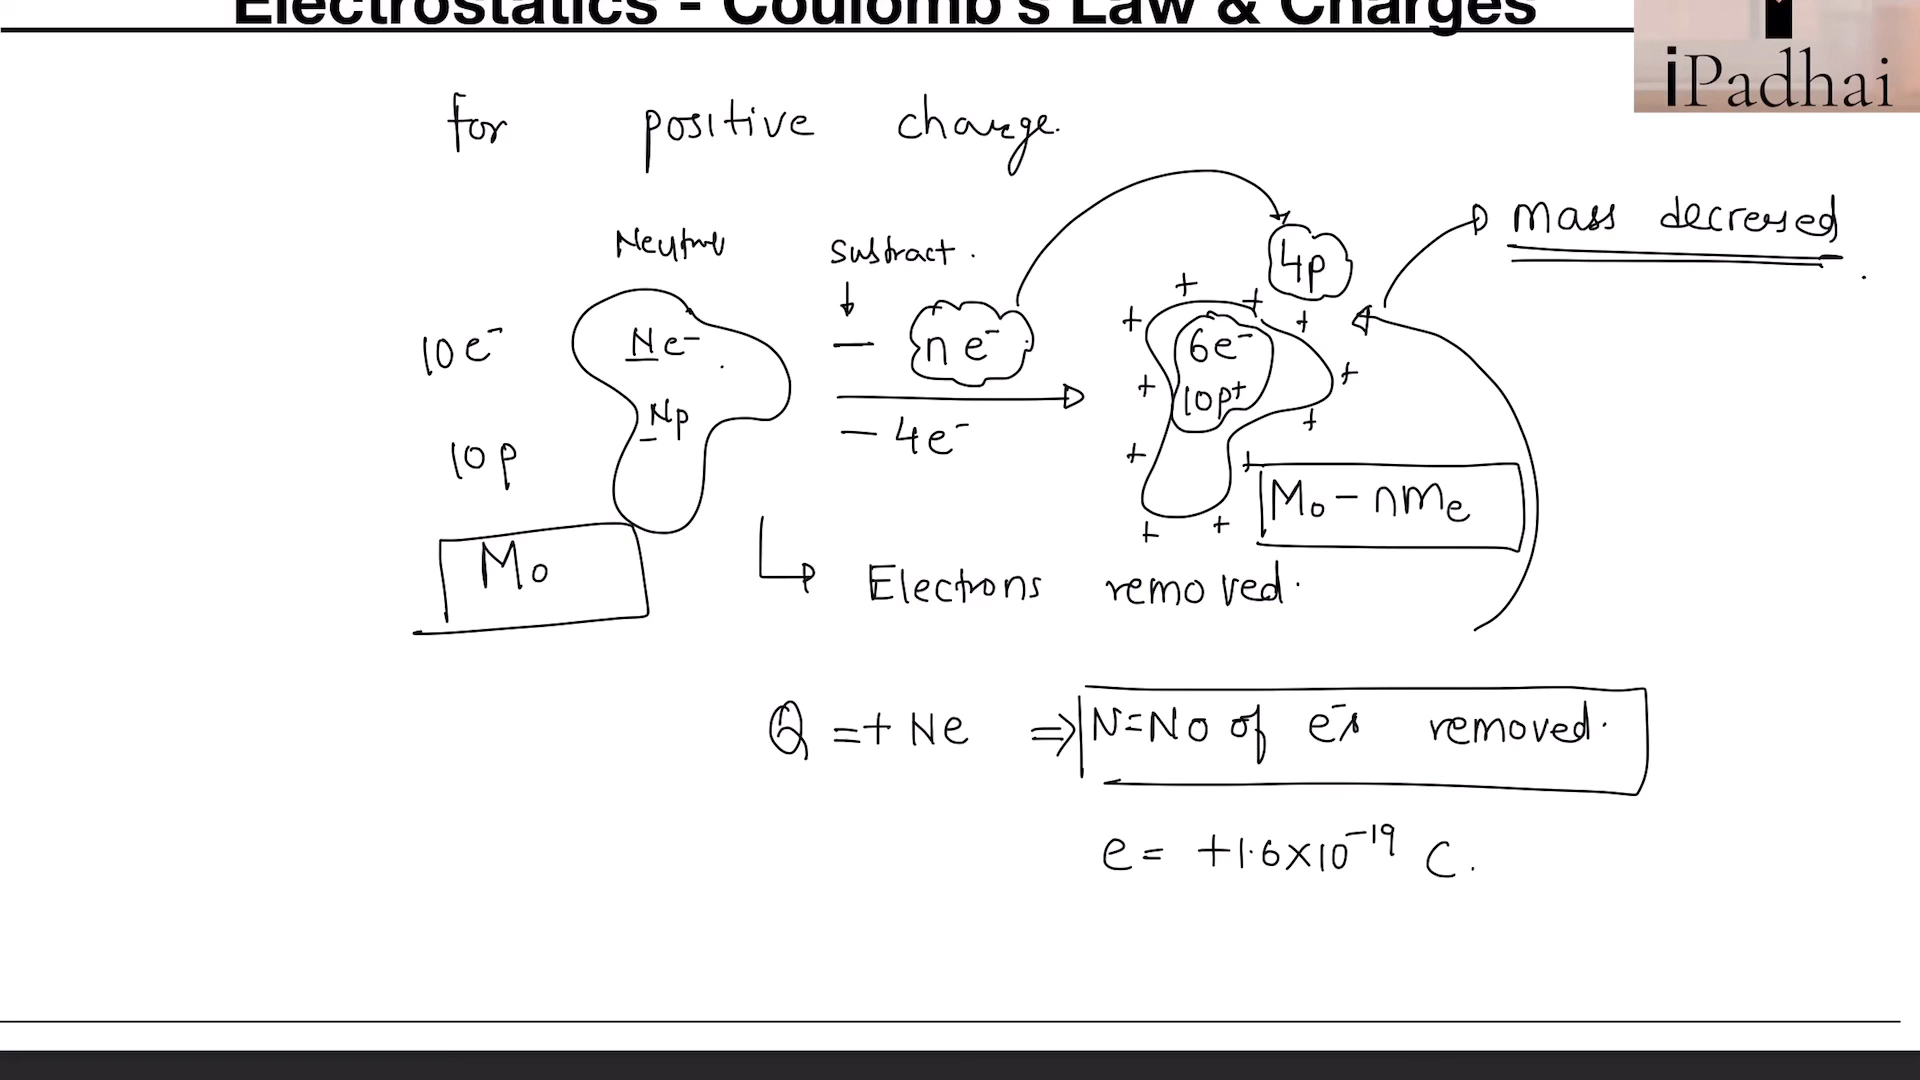 Electrostatics - Coulomb's Law & Charges
iPadhai
for positive charge.
mass decresed
Neutral
Substract.
4p
10e⁻
Ne⁻
− ne⁻
6e⁻
10p⁺
Np
− 4e⁻
10p
M₀ − nmₑ
M₀
Electrons removed.
Q = + Ne ⇒ N = No of e⁻s removed.
e = +1.6×10⁻¹⁹ C.